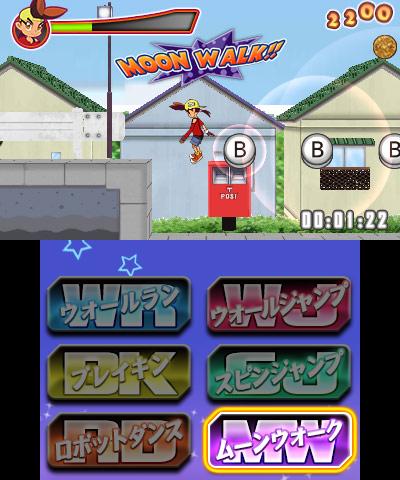 2200
MOON WALK!!
B
B
B
〒
POST
00:01:22
WR
ウォールラン
WJ
ウォールジャンプ
BK
ブレイキン
SJ
スピンジャンプ
RD
ロボットダンス
MW
ムーンウォーク